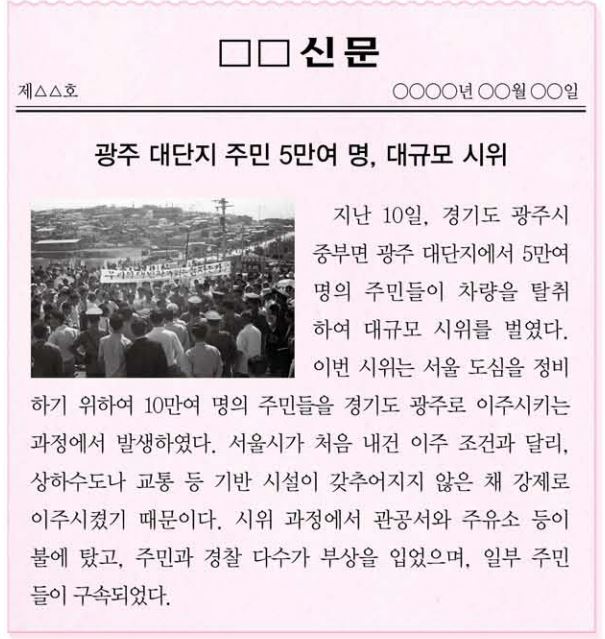 □□신문
제△△호 ○○○○년 ○○월 ○○일
광주 대단지 주민 5만여 명, 대규모 시위
지난 10일, 경기도 광주시
중부면 광주 대단지에서 5만여
명의 주민들이 차량을 탈취
하여 대규모 시위를 벌였다.
이번 시위는 서울 도심을 정비
하기 위하여 10만여 명의 주민들을 경기도 광주로 이주시키는
과정에서 발생하였다. 서울시가 처음 내건 이주 조건과 달리,
상하수도나 교통 등 기반 시설이 갖추어지지 않은 채 강제로
이주시켰기 때문이다. 시위 과정에서 관공서와 주유소 등이
불에 탔고, 주민과 경찰 다수가 부상을 입었으며, 일부 주민
들이 구속되었다.